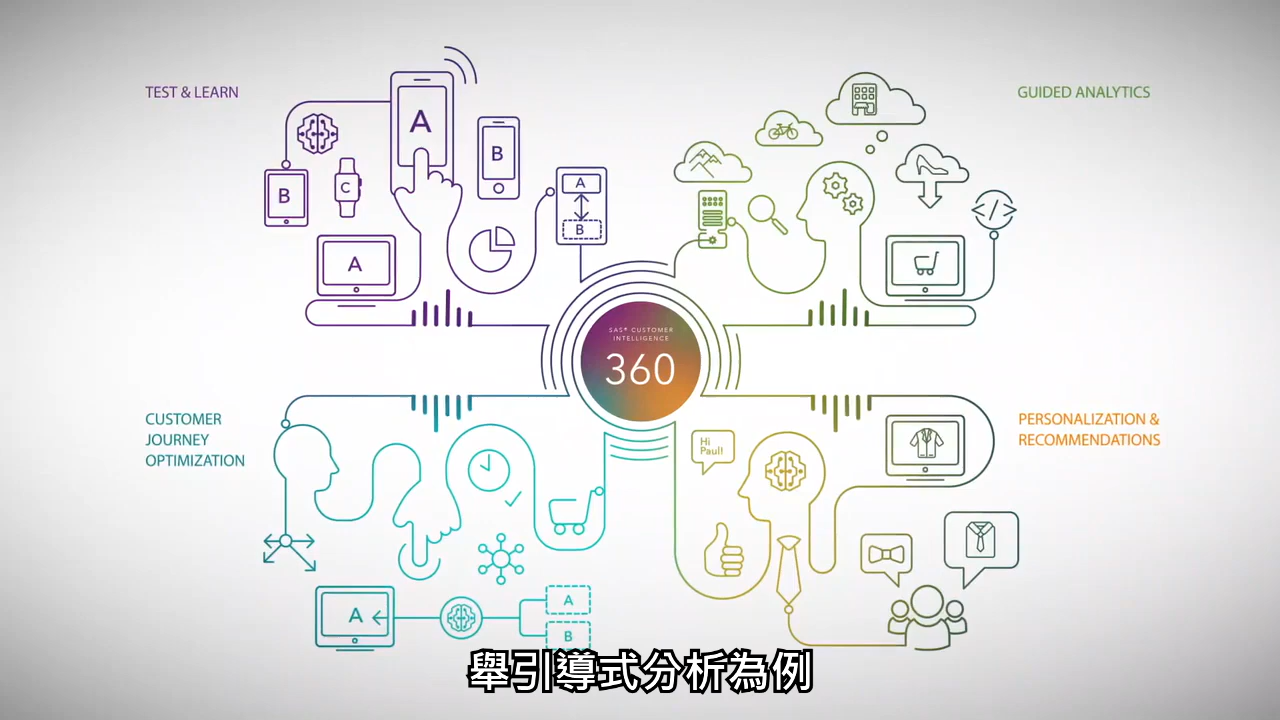 TEST & LEARN
GUIDED ANALYTICS
A
B
B
C
A
B
A
</>
SAS® CUSTOMER
INTELLIGENCE
360
CUSTOMER
JOURNEY
OPTIMIZATION
PERSONALIZATION &
RECOMMENDATIONS
Hi
Paul!
A
A
B
舉引導式分析為例